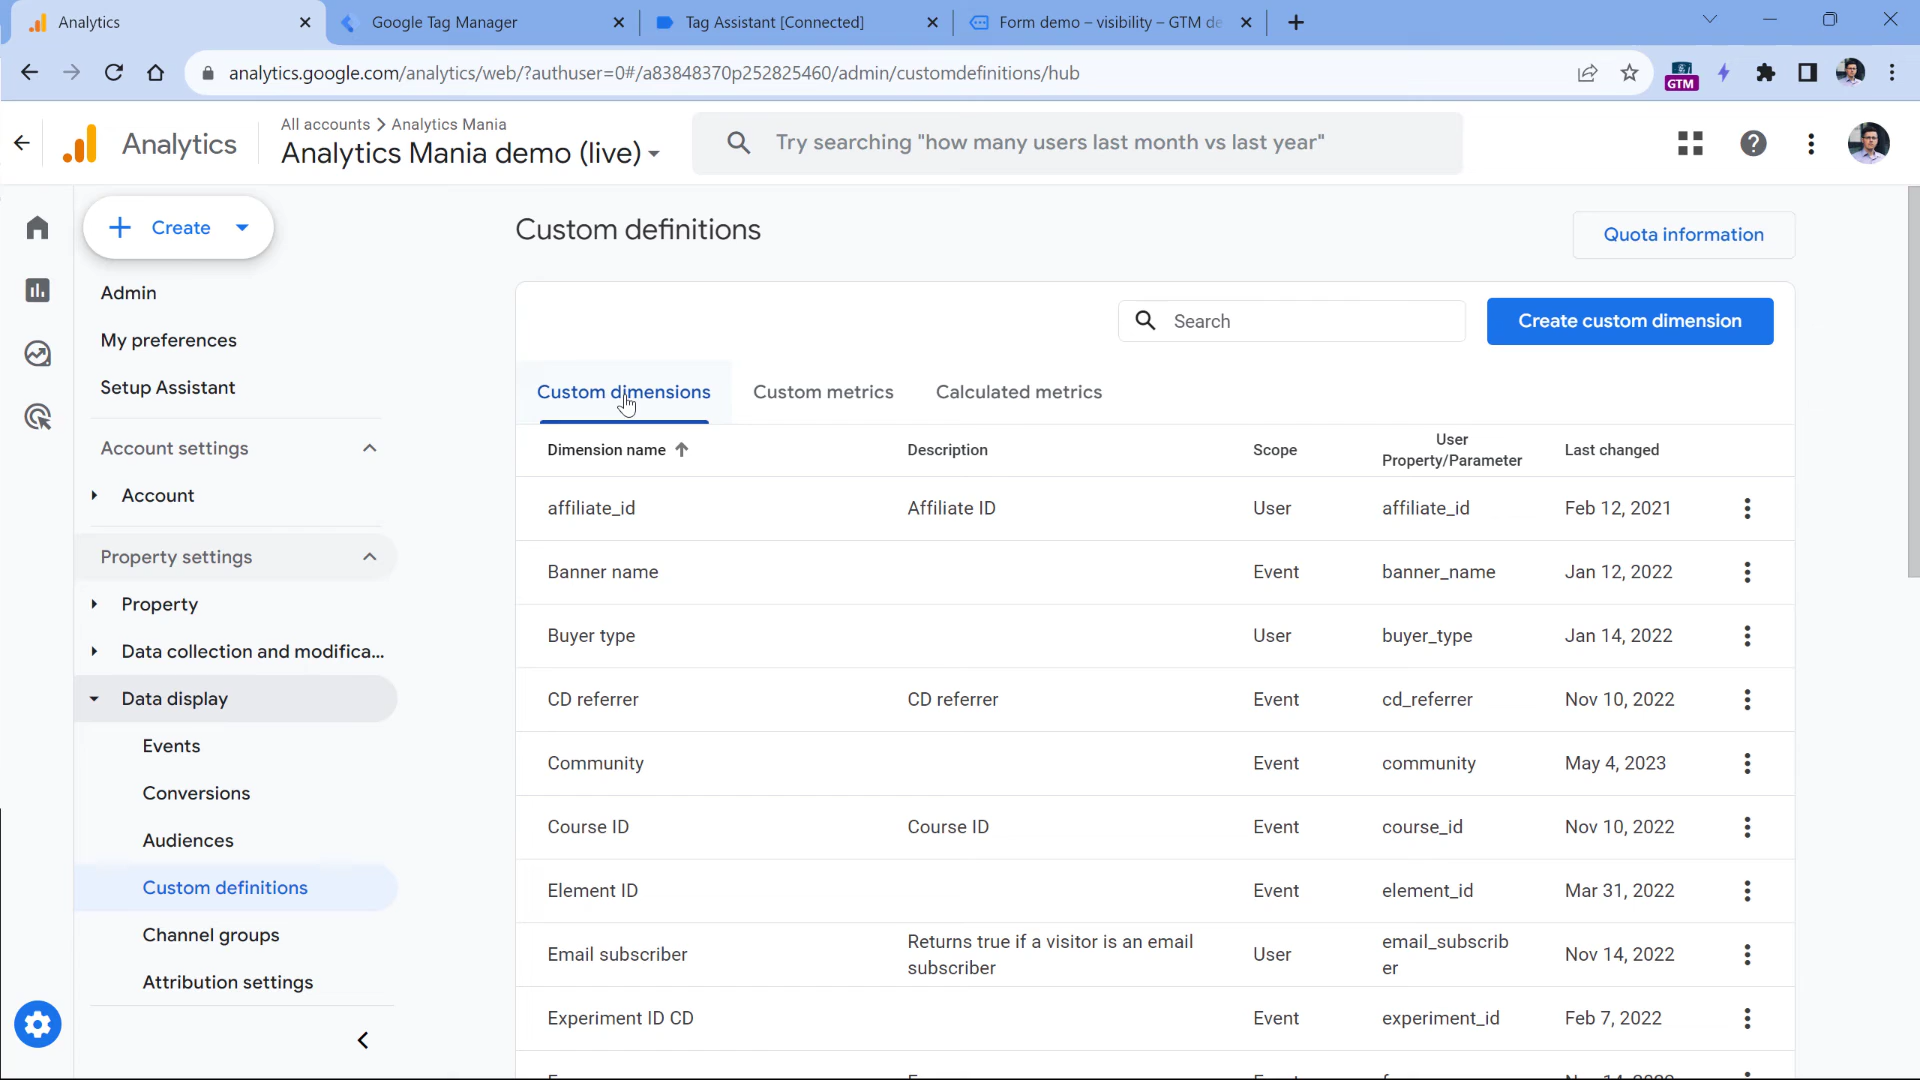 Analytics
Google Tag Manager
Tag Assistant [Connected]
Form demo – visibility – GTM de
analytics.google.com/analytics/web/?authuser=0#/a83848370p252825460/admin/customdefinitions/hub
GTM
Analytics
All accounts > Analytics Mania
Analytics Mania demo (live)
Try searching "how many users last month vs last year"
Create
Admin
My preferences
Setup Assistant
Account settings
Account
Property settings
Property
Data collection and modifica...
Data display
Events
Conversions
Audiences
Custom definitions
Channel groups
Attribution settings
Custom definitions
Quota information
Search
Create custom dimension
Custom dimensions
Custom metrics
Calculated metrics
Dimension name
Description
Scope
User
Property/Parameter
Last changed
affiliate_id
Affiliate ID
User
affiliate_id
Feb 12, 2021
Banner name
Event
banner_name
Jan 12, 2022
Buyer type
User
buyer_type
Jan 14, 2022
CD referrer
CD referrer
Event
cd_referrer
Nov 10, 2022
Community
Event
community
May 4, 2023
Course ID
Course ID
Event
course_id
Nov 10, 2022
Element ID
Event
element_id
Mar 31, 2022
Email subscriber
Returns true if a visitor is an email
subscriber
User
email_subscrib
er
Nov 14, 2022
Experiment ID CD
Event
experiment_id
Feb 7, 2022